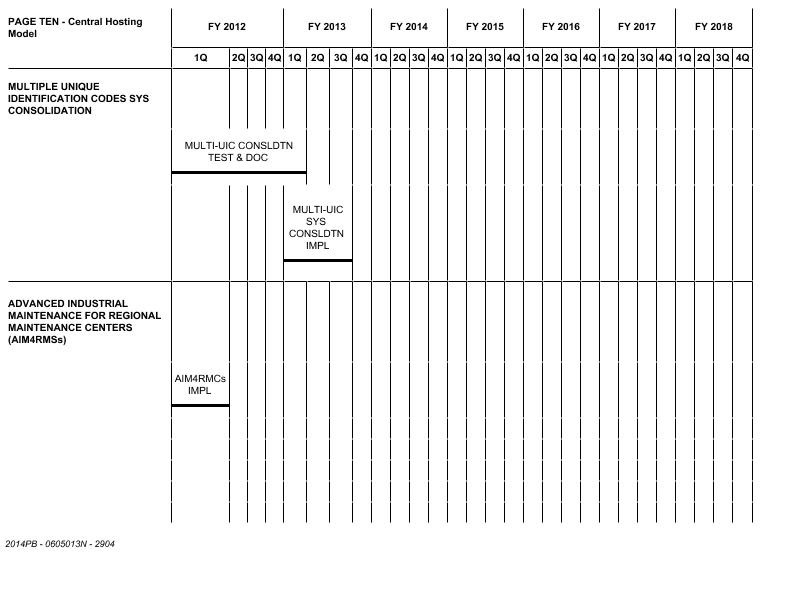 PAGE TEN - Central Hosting
Model
FY 2012 FY 2013 FY 2014 FY 2015 FY 2016 FY 2017 FY 2018
1Q 2Q 3Q 4Q 1Q 2Q 3Q 4Q 1Q 2Q 3Q 4Q 1Q 2Q 3Q 4Q 1Q 2Q 3Q 4Q 1Q 2Q 3Q 4Q 1Q 2Q 3Q 4Q
MULTIPLE UNIQUE
IDENTIFICATION CODES SYS
CONSOLIDATION
MULTI-UIC CONSLDTN
TEST & DOC
MULTI-UIC
SYS
CONSLDTN
IMPL
ADVANCED INDUSTRIAL
MAINTENANCE FOR REGIONAL
MAINTENANCE CENTERS
(AIM4RMSs)
AIM4RMCs
IMPL
2014PB - 0605013N - 2904